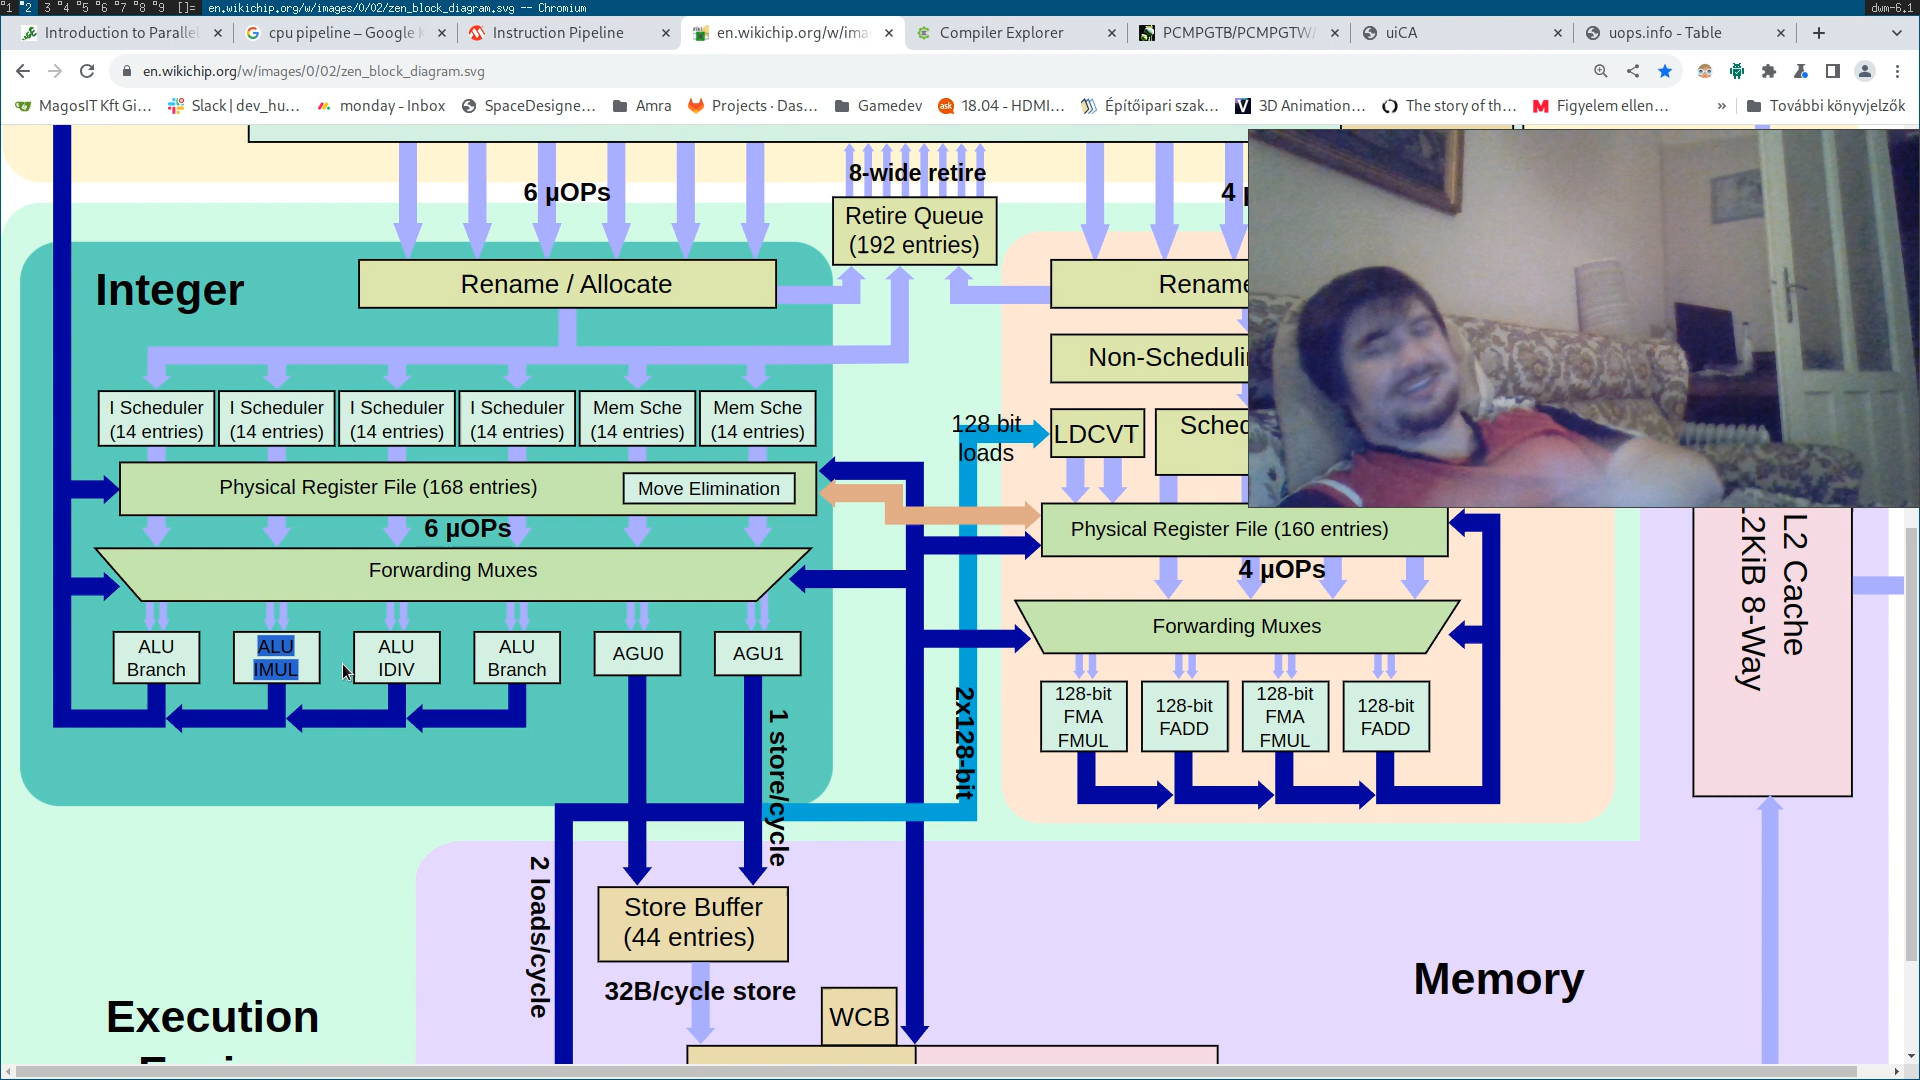 1 2 3 4 5 6 7 8 9 []= en.wikichip.org/w/images/0/02/zen_block_diagram.svg -- Chromium
dwm-6.1
Introduction to Parallel
cpu pipeline – Google K
Instruction Pipeline
en.wikichip.org/w/ima
Compiler Explorer
PCMPGTB/PCMPGTW/
uiCA
uops.info - Table
en.wikichip.org/w/images/0/02/zen_block_diagram.svg
MagosIT Kft Gi…
Slack | dev_hu…
monday - Inbox
SpaceDesigne…
Amra
Projects · Das…
Gamedev
18.04 - HDMI…
Építőipari szak…
3D Animation…
The story of th…
Figyelem ellen…
»
További könyvjelzők
6 µOPs
8-wide retire
4
Retire Queue
(192 entries)
Integer
Rename / Allocate
Rename
Non-Scheduli
I Scheduler
(14 entries)
I Scheduler
(14 entries)
I Scheduler
(14 entries)
I Scheduler
(14 entries)
Mem Sche
(14 entries)
Mem Sche
(14 entries)
128 bit
loads
LDCVT
Sched
Physical Register File (168 entries)
Move Elimination
6 µOPs
Forwarding Muxes
Physical Register File (160 entries)
4 µOPs
Forwarding Muxes
ALU
Branch
ALU
IMUL
ALU
IDIV
ALU
Branch
AGU0
AGU1
128-bit
FMA
FMUL
128-bit
FADD
128-bit
FMA
FMUL
128-bit
FADD
L2 Cache
2KiB 8-Way
2x128-bit
1 store/cycle
2 loads/cycle
Store Buffer
(44 entries)
32B/cycle store
WCB
Memory
Execution